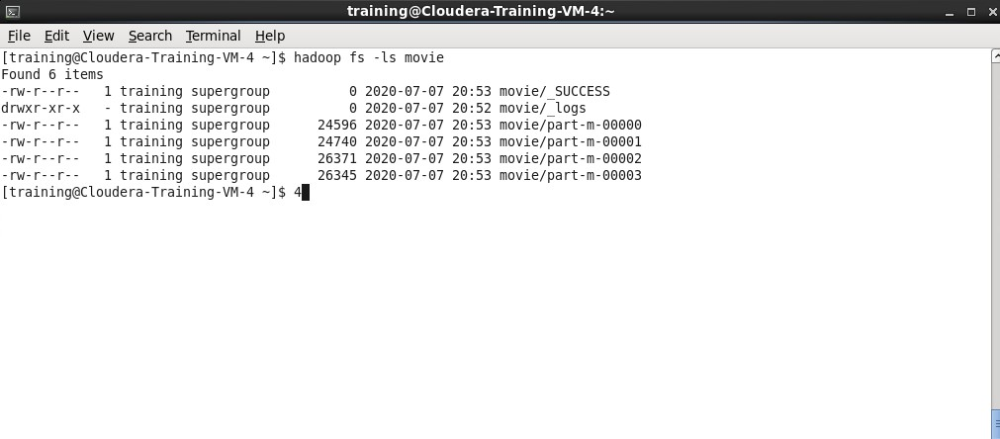 training@Cloudera-Training-VM-4:~
File Edit View Search Terminal Help
[training@Cloudera-Training-VM-4 ~]$ hadoop fs -ls movie
Found 6 items
-rw-r--r--   1 training supergroup          0 2020-07-07 20:53 movie/_SUCCESS
drwxr-xr-x   - training supergroup          0 2020-07-07 20:52 movie/_logs
-rw-r--r--   1 training supergroup      24596 2020-07-07 20:53 movie/part-m-00000
-rw-r--r--   1 training supergroup      24740 2020-07-07 20:53 movie/part-m-00001
-rw-r--r--   1 training supergroup      26371 2020-07-07 20:53 movie/part-m-00002
-rw-r--r--   1 training supergroup      26345 2020-07-07 20:53 movie/part-m-00003
[training@Cloudera-Training-VM-4 ~]$ 4